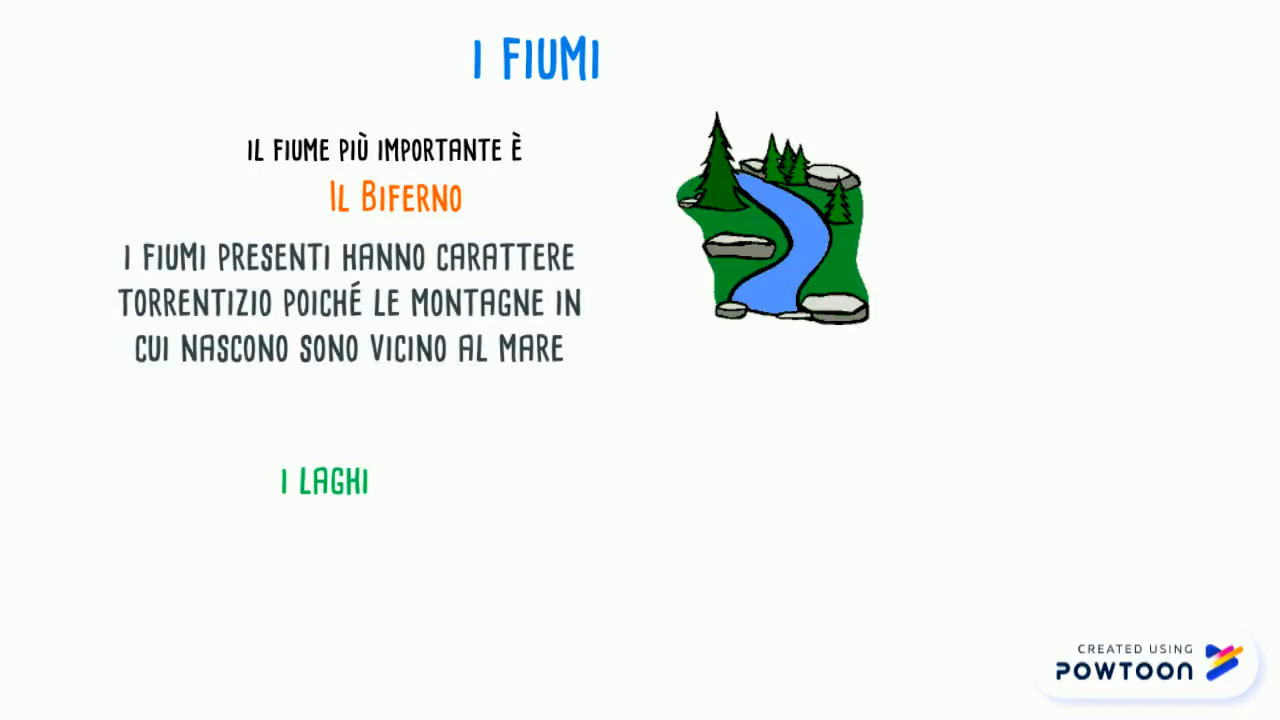 I FIUMI
IL FIUME PIÙ IMPORTANTE È
IL BIFERNO
I FIUMI PRESENTI HANNO CARATTERE
TORRENTIZIO POICHÉ LE MONTAGNE IN
CUI NASCONO SONO VICINO AL MARE
I LAGHI
CREATED USING
POWTOON